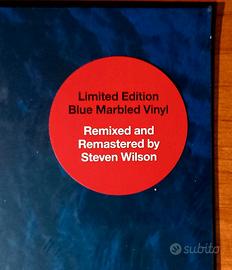 Limited Edition
Blue Marbled Vinyl
Remixed and
Remastered by
Steven Wilson
subito